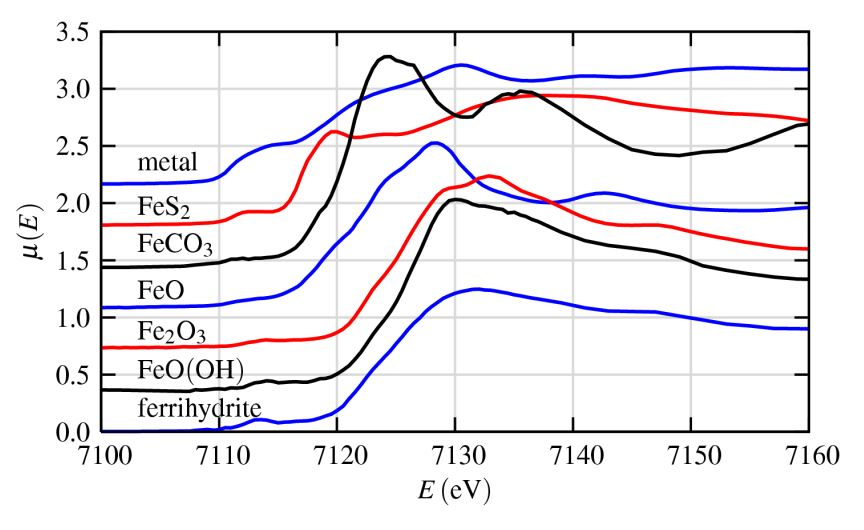 3.5
3.0
2.5
2.0
1.5
1.0
0.5
0.0
μ(E)
metal
FeS₂
FeCO₃
FeO
Fe₂O₃
FeO(OH)
ferrihydrite
7100 7110 7120 7130 7140 7150 7160
E (eV)